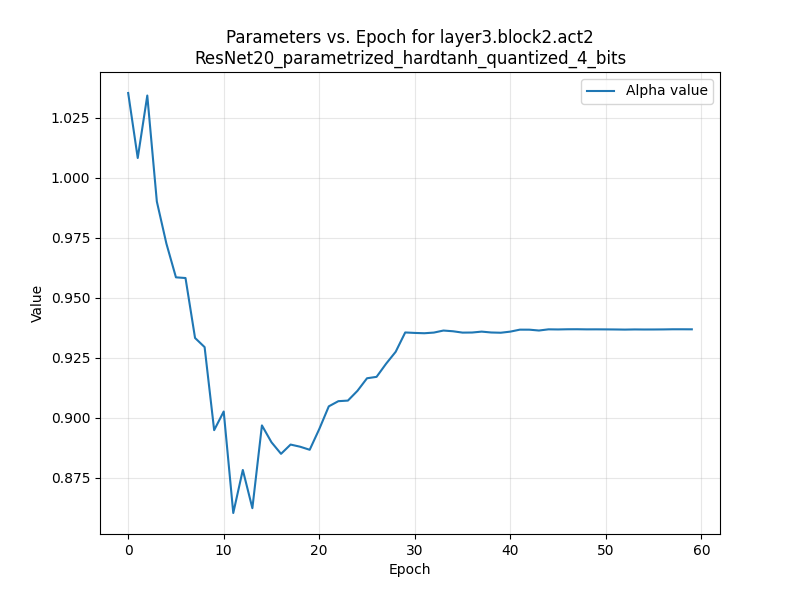 Parameters vs. Epoch for layer3.block2.act2
ResNet20_parametrized_hardtanh_quantized_4_bits
Alpha value
1.025
1.000
0.975
0.950
0.925
0.900
0.875
Value
0 10 20 30 40 50 60
Epoch